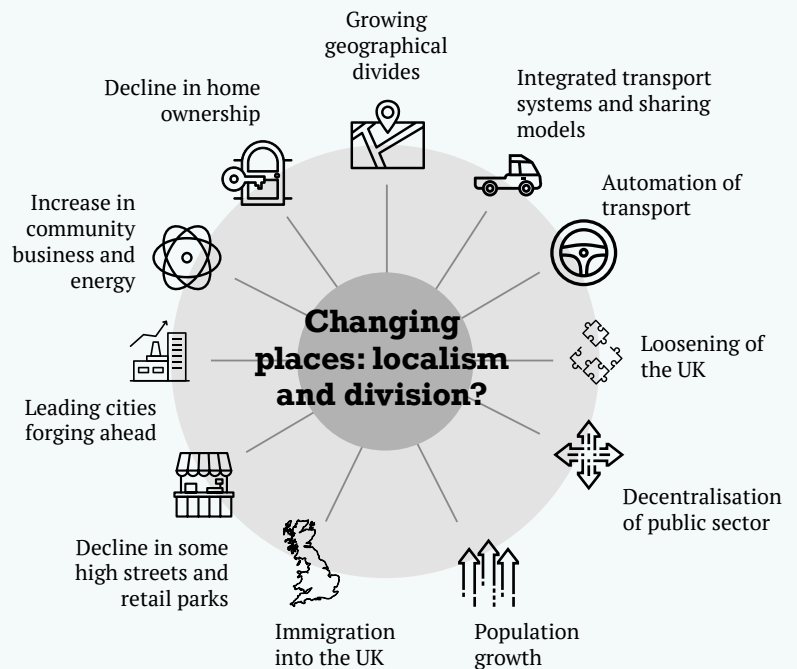 Growing
geographical
divides
Integrated transport
systems and sharing
models
Automation of
transport
Loosening of
the UK
Decentralisation
of public sector
Population
growth
Immigration
into the UK
Decline in some
high streets and
retail parks
Leading cities
forging ahead
Increase in
community
business and
energy
Decline in home
ownership
Changing
places: localism
and division?